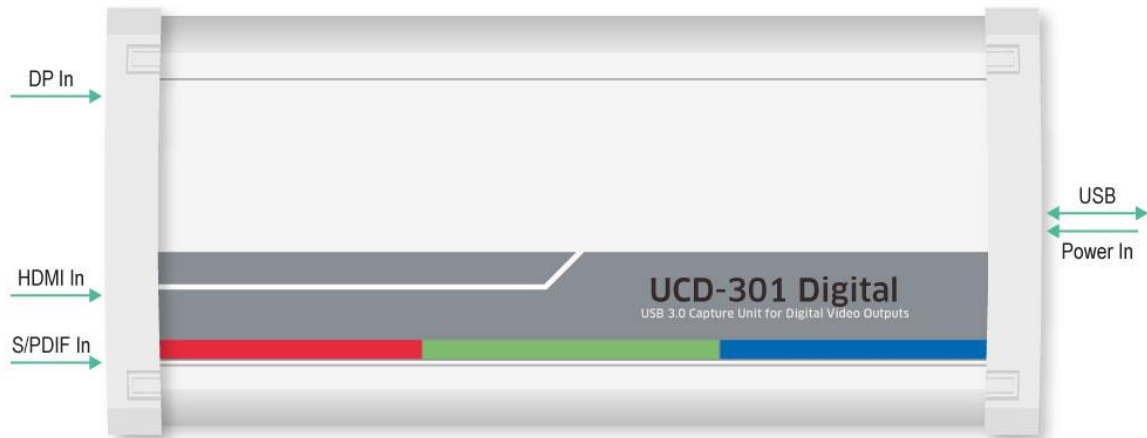 DP In
HDMI In
S/PDIF In
UCD-301 Digital
USB 3.0 Capture Unit for Digital Video Outputs
USB
Power In